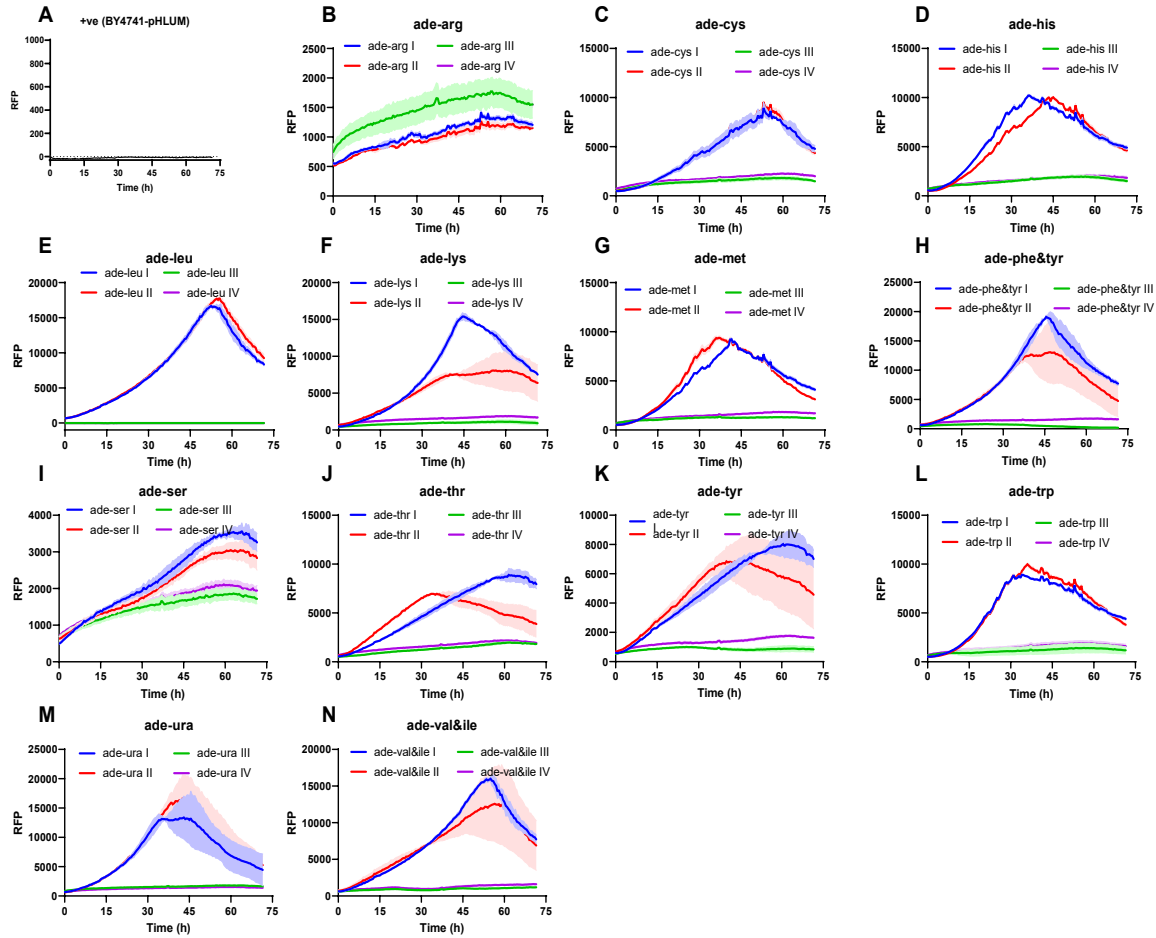 A
+ve (BY4741-pHLUM)
1000
800
600
400
200
0
RFP
0 15 30 45 60 75
Time (h)
B
ade-arg
ade-arg I ade-arg III
ade-arg II ade-arg IV
2500
2000
1500
1000
500
0
RFP
0 15 30 45 60 75
Time (h)
C
ade-cys
ade-cys I ade-cys III
ade-cys II ade-cys IV
15000
10000
5000
0
RFP
0 15 30 45 60 75
Time (h)
D
ade-his
ade-his I ade-his III
ade-his II ade-his IV
15000
10000
5000
0
RFP
0 15 30 45 60 75
Time (h)
E
ade-leu
ade-leu I ade-leu III
ade-leu II ade-leu IV
20000
15000
10000
5000
0
RFP
0 15 30 45 60 75
Time (h)
F
ade-lys
ade-lys I ade-lys III
ade-lys II ade-lys IV
20000
15000
10000
5000
0
RFP
0 15 30 45 60 75
Time (h)
G
ade-met
ade-met I ade-met III
ade-met II ade-met IV
15000
10000
5000
0
RFP
0 15 30 45 60 75
Time (h)
H
ade-phe&tyr
ade-phe&tyr I ade-phe&tyr III
ade-phe&tyr II ade-phe&tyr IV
25000
20000
15000
10000
5000
0
RFP
0 15 30 45 60 75
Time (h)
I
ade-ser
ade-ser I ade-ser III
ade-ser II ade-ser IV
4000
3000
2000
1000
0
RFP
0 15 30 45 60 75
Time (h)
J
ade-thr
ade-thr I ade-thr III
ade-thr II ade-thr IV
15000
10000
5000
0
RFP
0 15 30 45 60 75
Time (h)
K
ade-tyr
ade-tyr I ade-tyr III
ade-tyr II ade-tyr IV
10000
8000
6000
4000
2000
0
RFP
0 15 30 45 60 75
Time (h)
L
ade-trp
ade-trp I ade-trp III
ade-trp II ade-trp IV
15000
10000
5000
0
RFP
0 15 30 45 60 75
Time (h)
M
ade-ura
ade-ura I ade-ura III
ade-ura II ade-ura IV
25000
20000
15000
10000
5000
0
RFP
0 15 30 45 60 75
Time (h)
N
ade-val&ile
ade-val&ile I ade-val&ile III
ade-val&ile II ade-val&ile IV
20000
15000
10000
5000
0
RFP
0 15 30 45 60 75
Time (h)